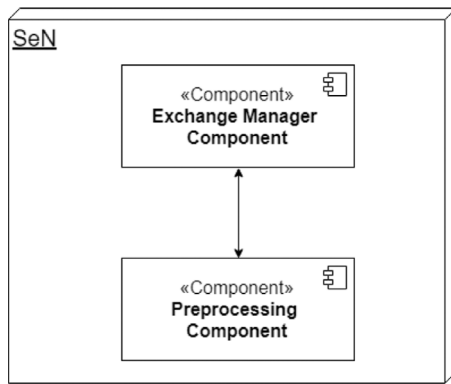 SeN
«Component»
Exchange Manager
Component
«Component»
Preprocessing
Component